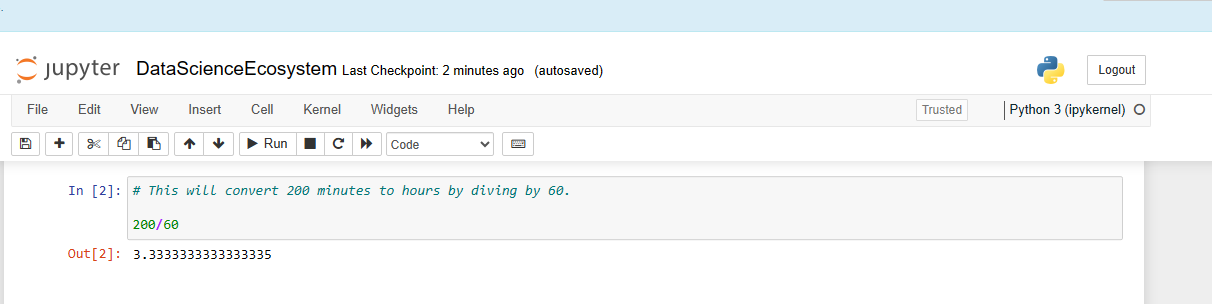 jupyter DataScienceEcosystem Last Checkpoint: 2 minutes ago (autosaved) Logout
File Edit View Insert Cell Kernel Widgets Help Trusted Python 3 (ipykernel)
Run Code
In [2]: # This will convert 200 minutes to hours by diving by 60.
200/60
Out[2]: 3.3333333333333335